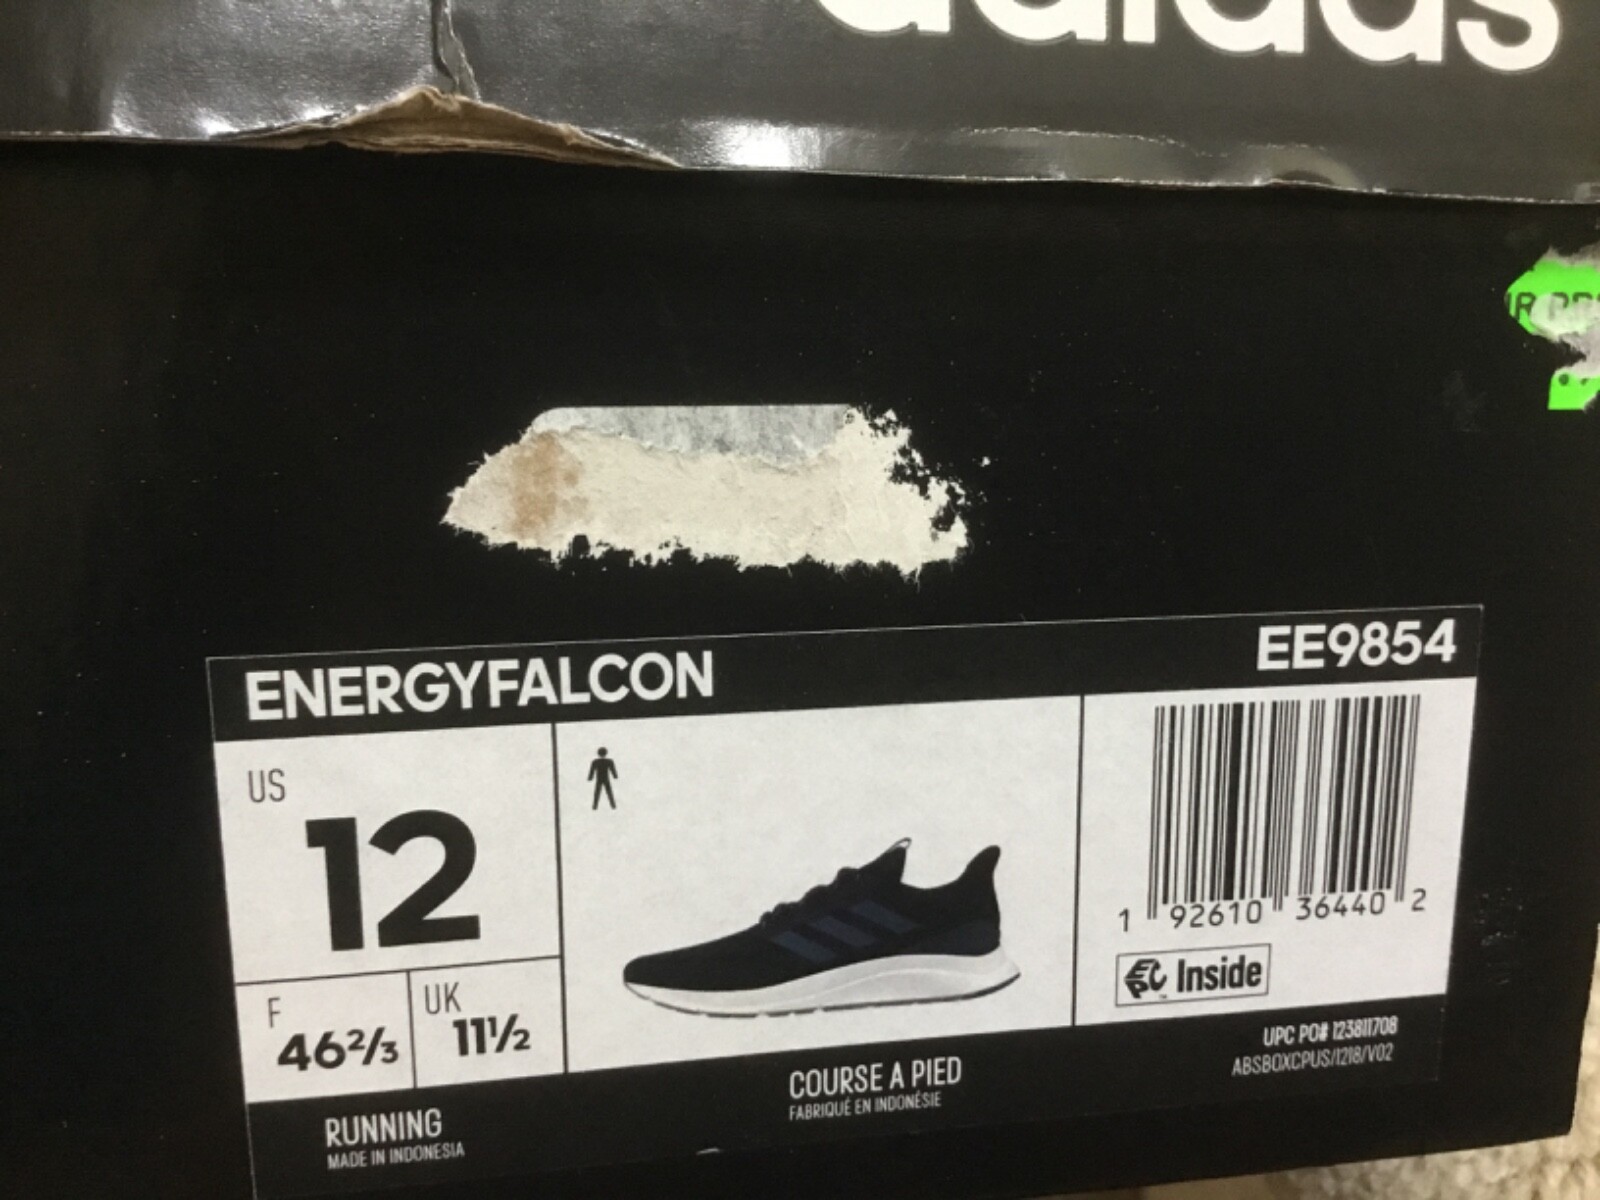 adidas
ENERGYFALCON
EE9854
US
12
F
46⅔
UK
11½
1 92610 36440 2
EPC Inside
RUNNING
MADE IN INDONESIA
COURSE A PIED
FABRIQUÉ EN INDONÉSIE
UPC PO# 123811708
ABSBOXCPUS/1218/V02